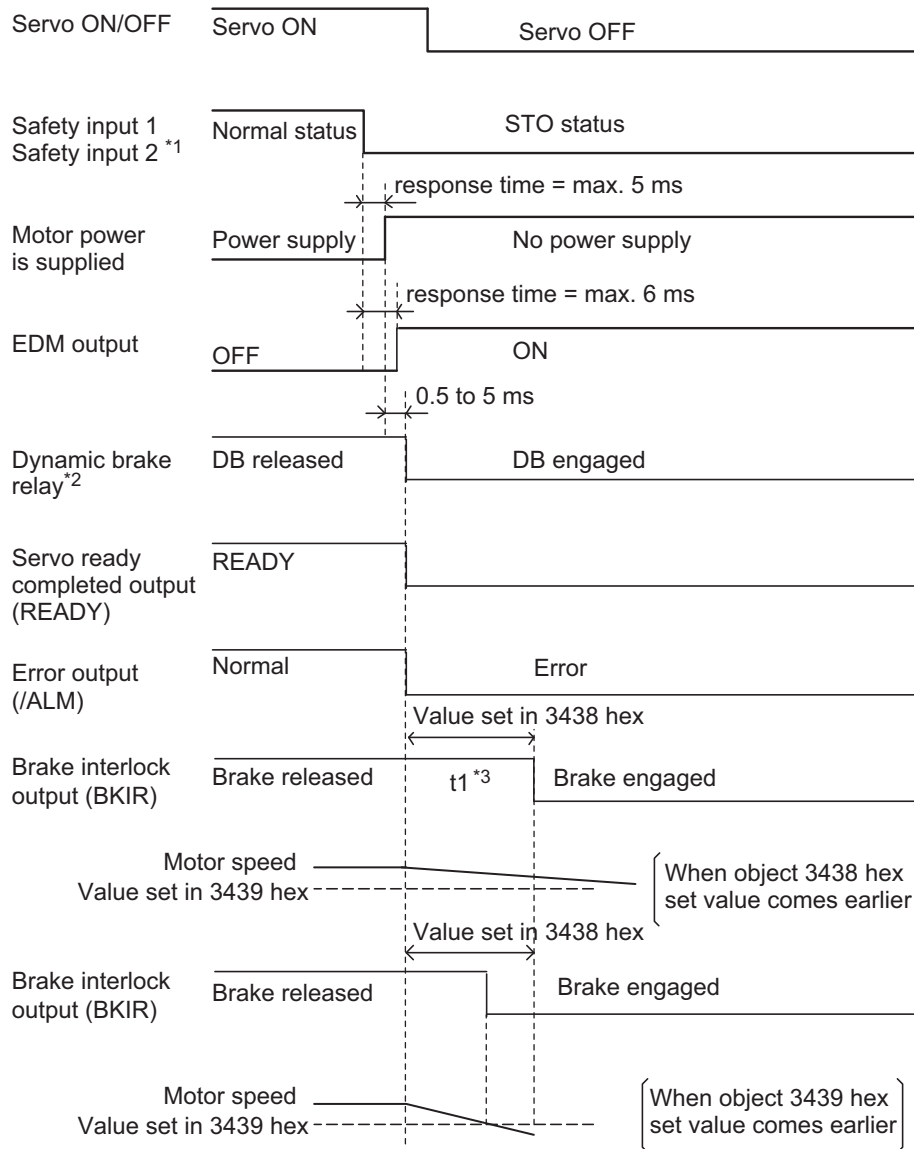 Servo ON/OFF
Servo ON
Servo OFF
Safety input 1
Safety input 2 *1
Normal status
STO status
response time = max. 5 ms
Motor power
is supplied
Power supply
No power supply
response time = max. 6 ms
EDM output
OFF
ON
0.5 to 5 ms
Dynamic brake
relay*2
DB released
DB engaged
Servo ready
completed output
(READY)
READY
Error output
(/ALM)
Normal
Error
Value set in 3438 hex
Brake interlock
output (BKIR)
Brake released
t1 *3
Brake engaged
Motor speed
Value set in 3439 hex
When object 3438 hex
set value comes earlier
Value set in 3438 hex
Brake interlock
output (BKIR)
Brake released
Brake engaged
Motor speed
Value set in 3439 hex
When object 3439 hex
set value comes earlier